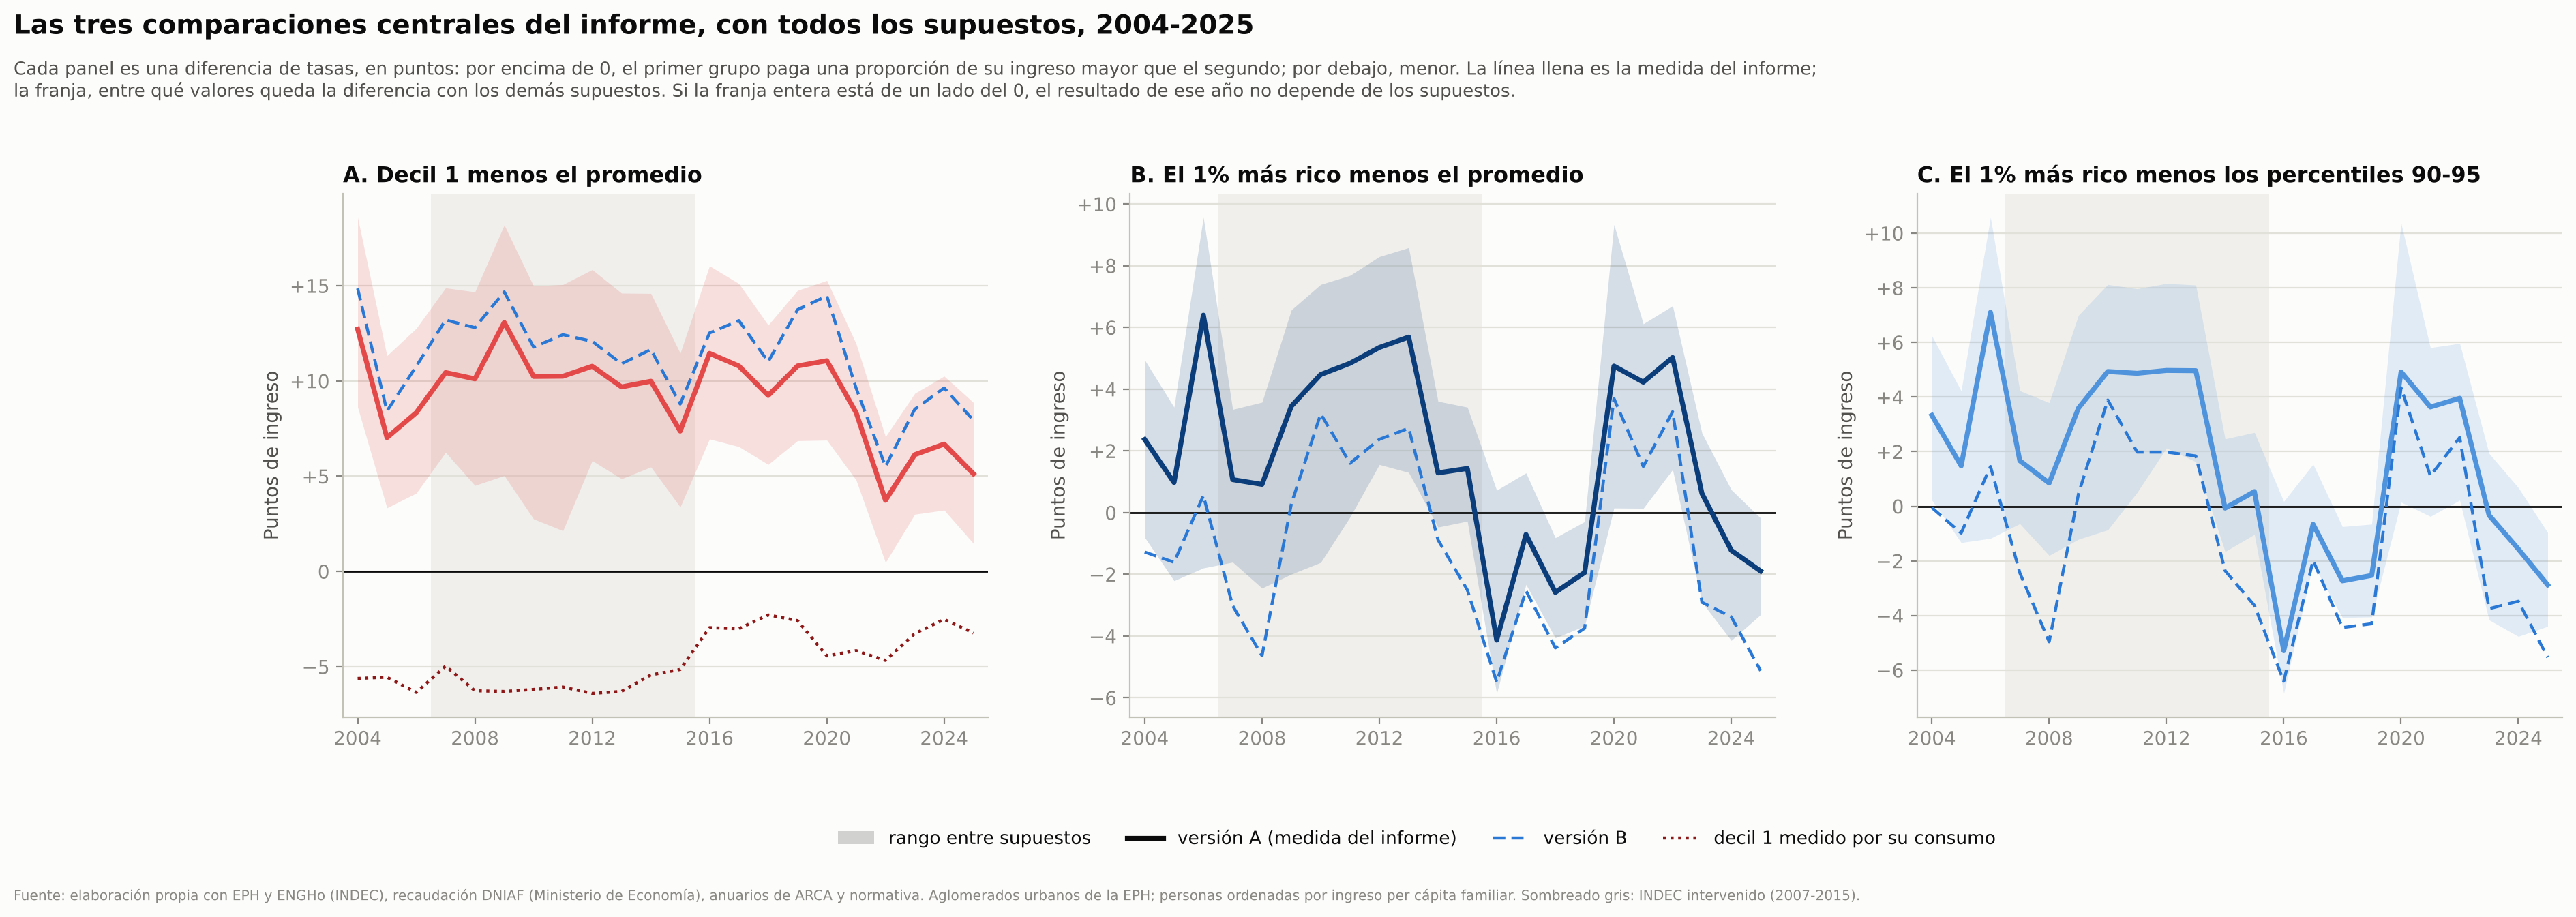 Las tres comparaciones centrales del informe, con todos los supuestos, 2004-2025
Cada panel es una diferencia de tasas, en puntos: por encima de 0, el primer grupo paga una proporción de su ingreso mayor que el segundo; por debajo, menor. La línea llena es la medida del informe;
la franja, entre qué valores queda la diferencia con los demás supuestos. Si la franja entera está de un lado del 0, el resultado de ese año no depende de los supuestos.
A. Decil 1 menos el promedio
Puntos de ingreso
+15
+10
+5
0
−5
2004 2008 2012 2016 2020 2024
B. El 1% más rico menos el promedio
Puntos de ingreso
+10
+8
+6
+4
+2
0
−2
−4
−6
2004 2008 2012 2016 2020 2024
C. El 1% más rico menos los percentiles 90-95
Puntos de ingreso
+10
+8
+6
+4
+2
0
−2
−4
−6
2004 2008 2012 2016 2020 2024
rango entre supuestos versión A (medida del informe) versión B decil 1 medido por su consumo
Fuente: elaboración propia con EPH y ENGHo (INDEC), recaudación DNIAF (Ministerio de Economía), anuarios de ARCA y normativa. Aglomerados urbanos de la EPH; personas ordenadas por ingreso per cápita familiar. Sombreado gris: INDEC intervenido (2007-2015).